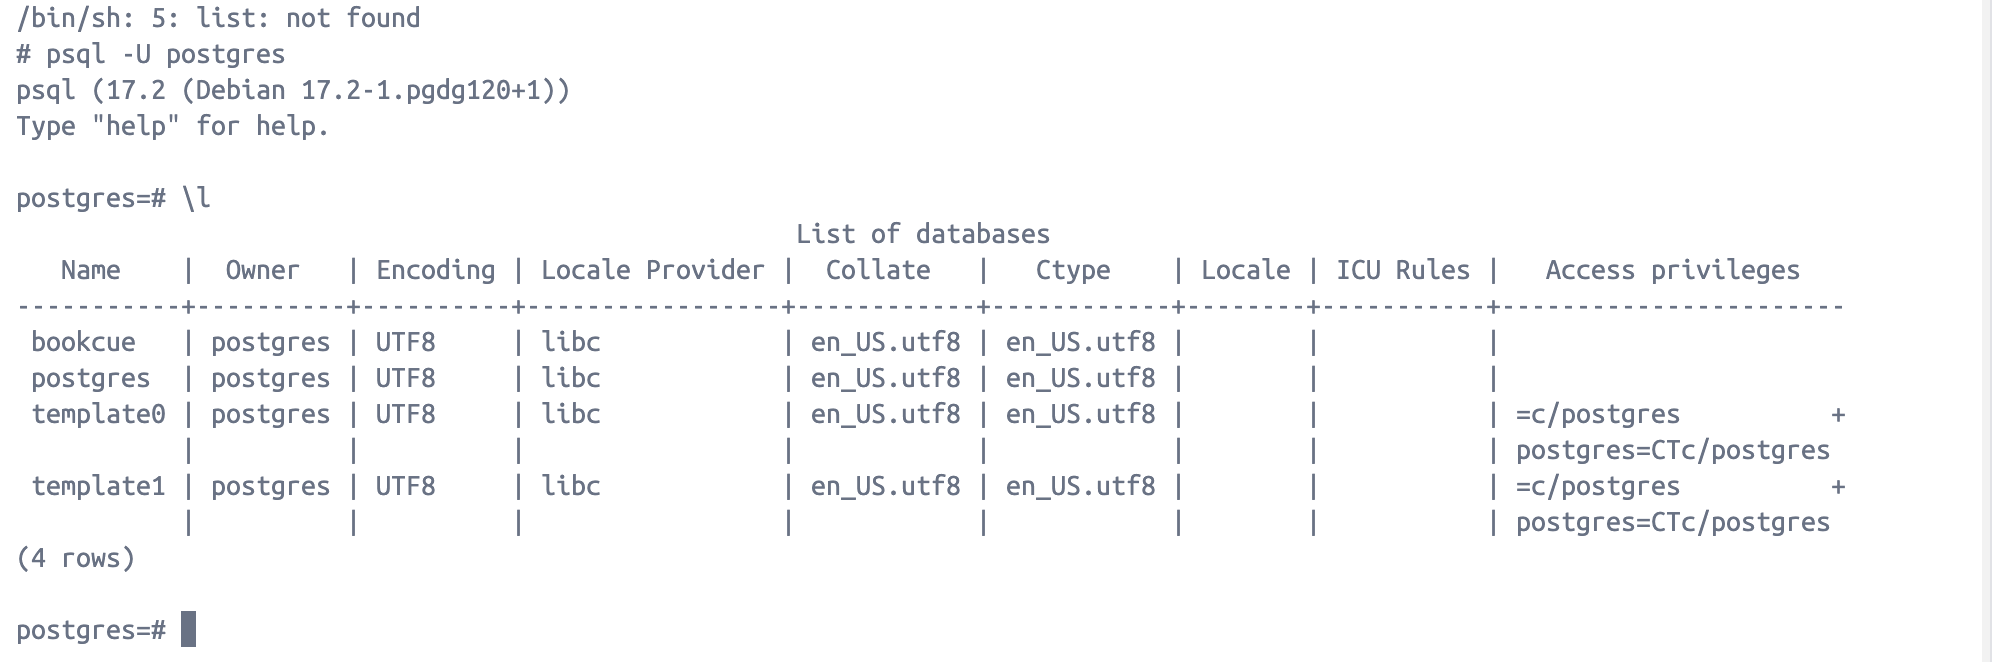 /bin/sh: 5: list: not found
# psql -U postgres
psql (17.2 (Debian 17.2-1.pgdg120+1))
Type "help" for help.

postgres=# \l
                                                    List of databases
   Name    |  Owner   | Encoding | Locale Provider |  Collate   |   Ctype    | Locale | ICU Rules |   Access privileges
-----------+----------+----------+-----------------+------------+------------+--------+-----------+-----------------------
 bookcue   | postgres | UTF8     | libc            | en_US.utf8 | en_US.utf8 |        |           |
 postgres  | postgres | UTF8     | libc            | en_US.utf8 | en_US.utf8 |        |           |
 template0 | postgres | UTF8     | libc            | en_US.utf8 | en_US.utf8 |        |           | =c/postgres          +
           |          |          |                 |            |            |        |           | postgres=CTc/postgres
 template1 | postgres | UTF8     | libc            | en_US.utf8 | en_US.utf8 |        |           | =c/postgres          +
           |          |          |                 |            |            |        |           | postgres=CTc/postgres
(4 rows)

postgres=#